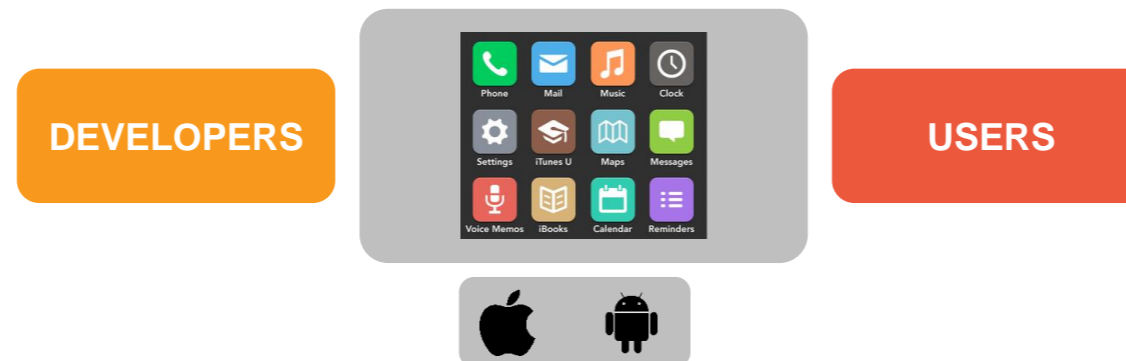 DEVELOPERS
Phone Mail Music Clock
Settings iTunes U Maps Messages
Voice Memos iBooks Calendar Reminders
USERS